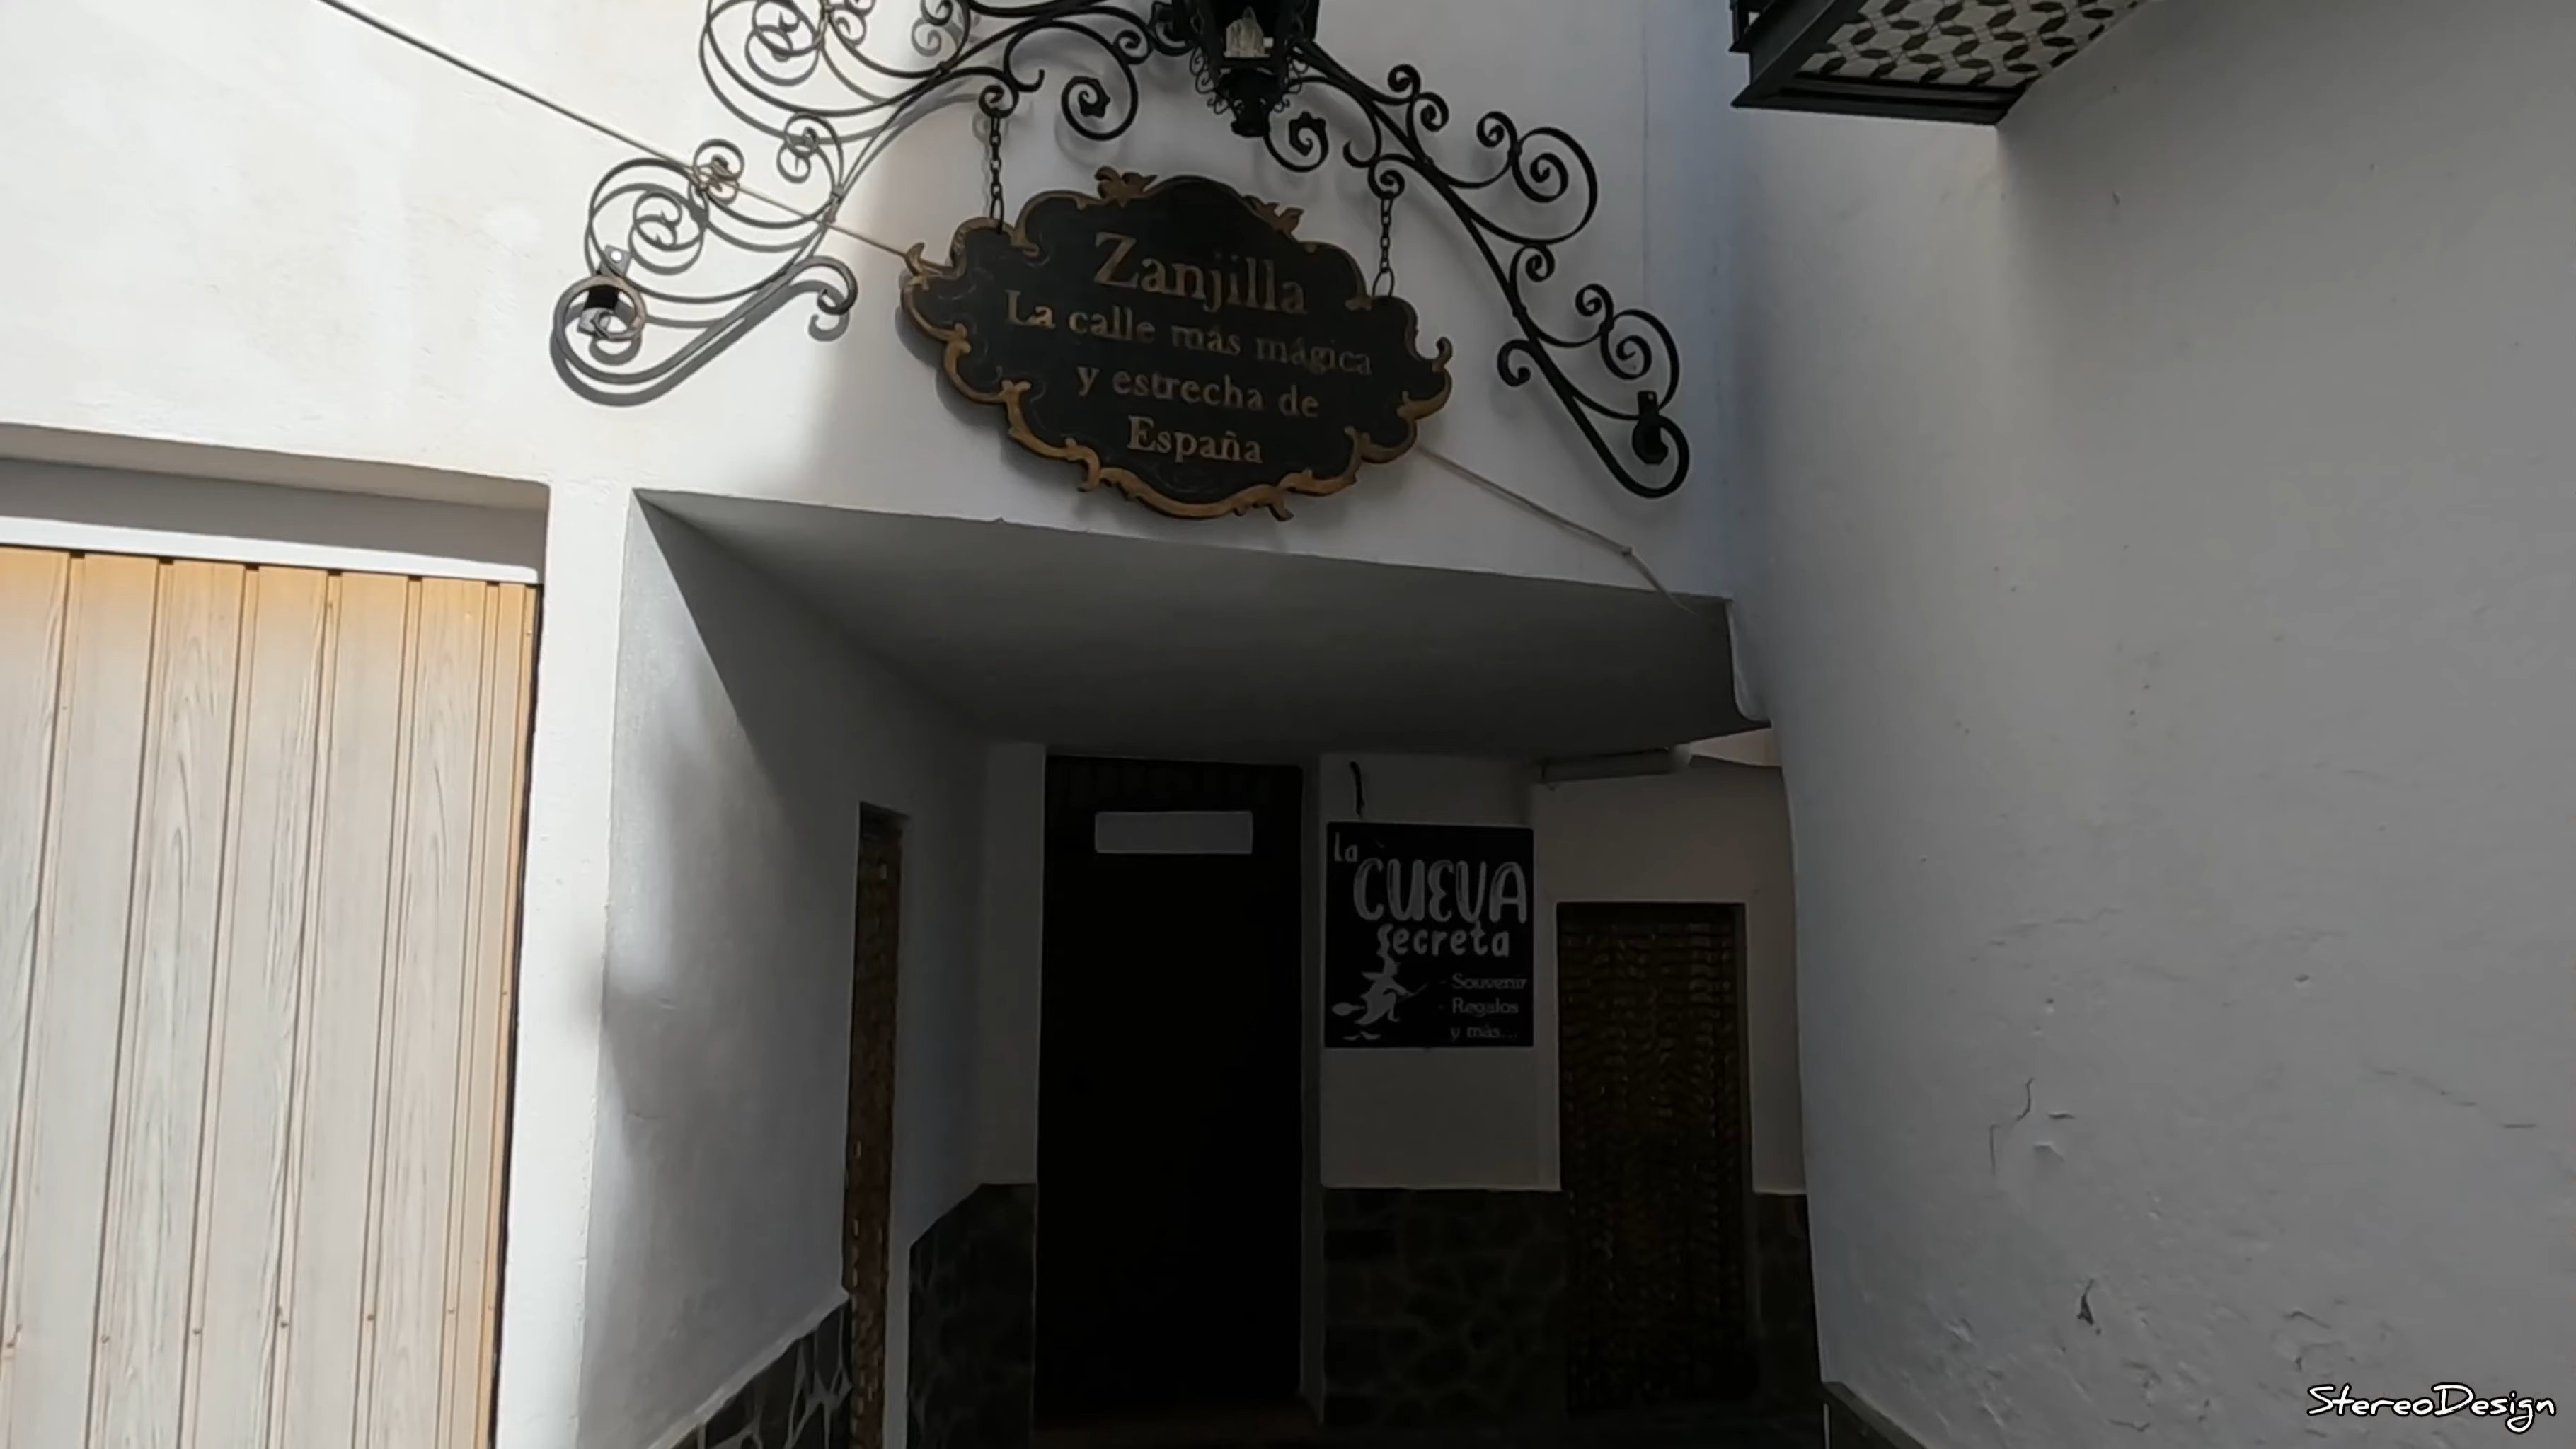 Zanjilla
La calle más mágica
y estrecha de
España
la
CUEVA
secreta
- Souvenir
- Regalos
y más...
StereoDesign